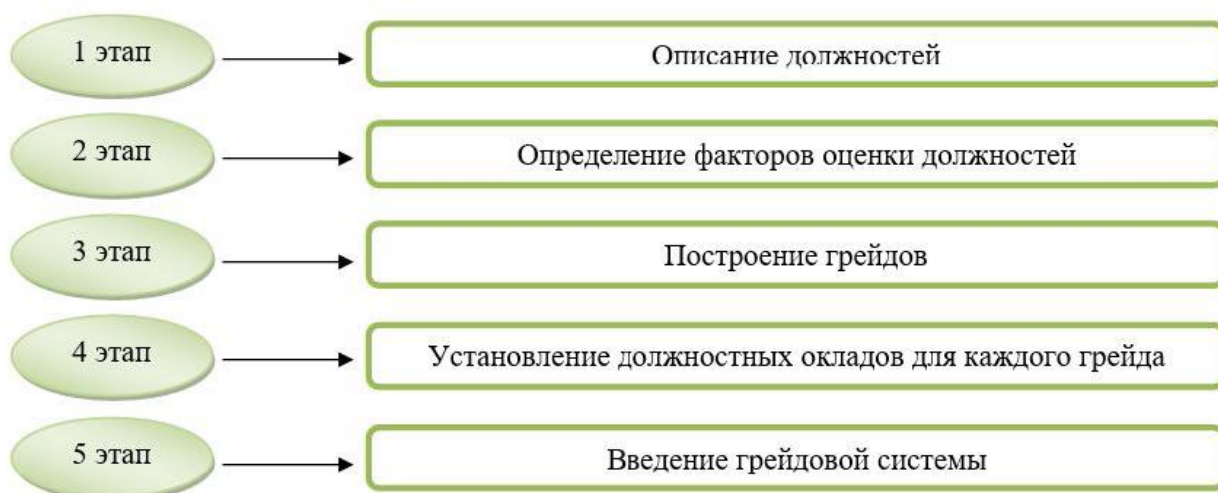 1 этап
Описание должностей
2 этап
Определение факторов оценки должностей
3 этап
Построение грейдов
4 этап
Установление должностных окладов для каждого грейда
5 этап
Введение грейдовой системы